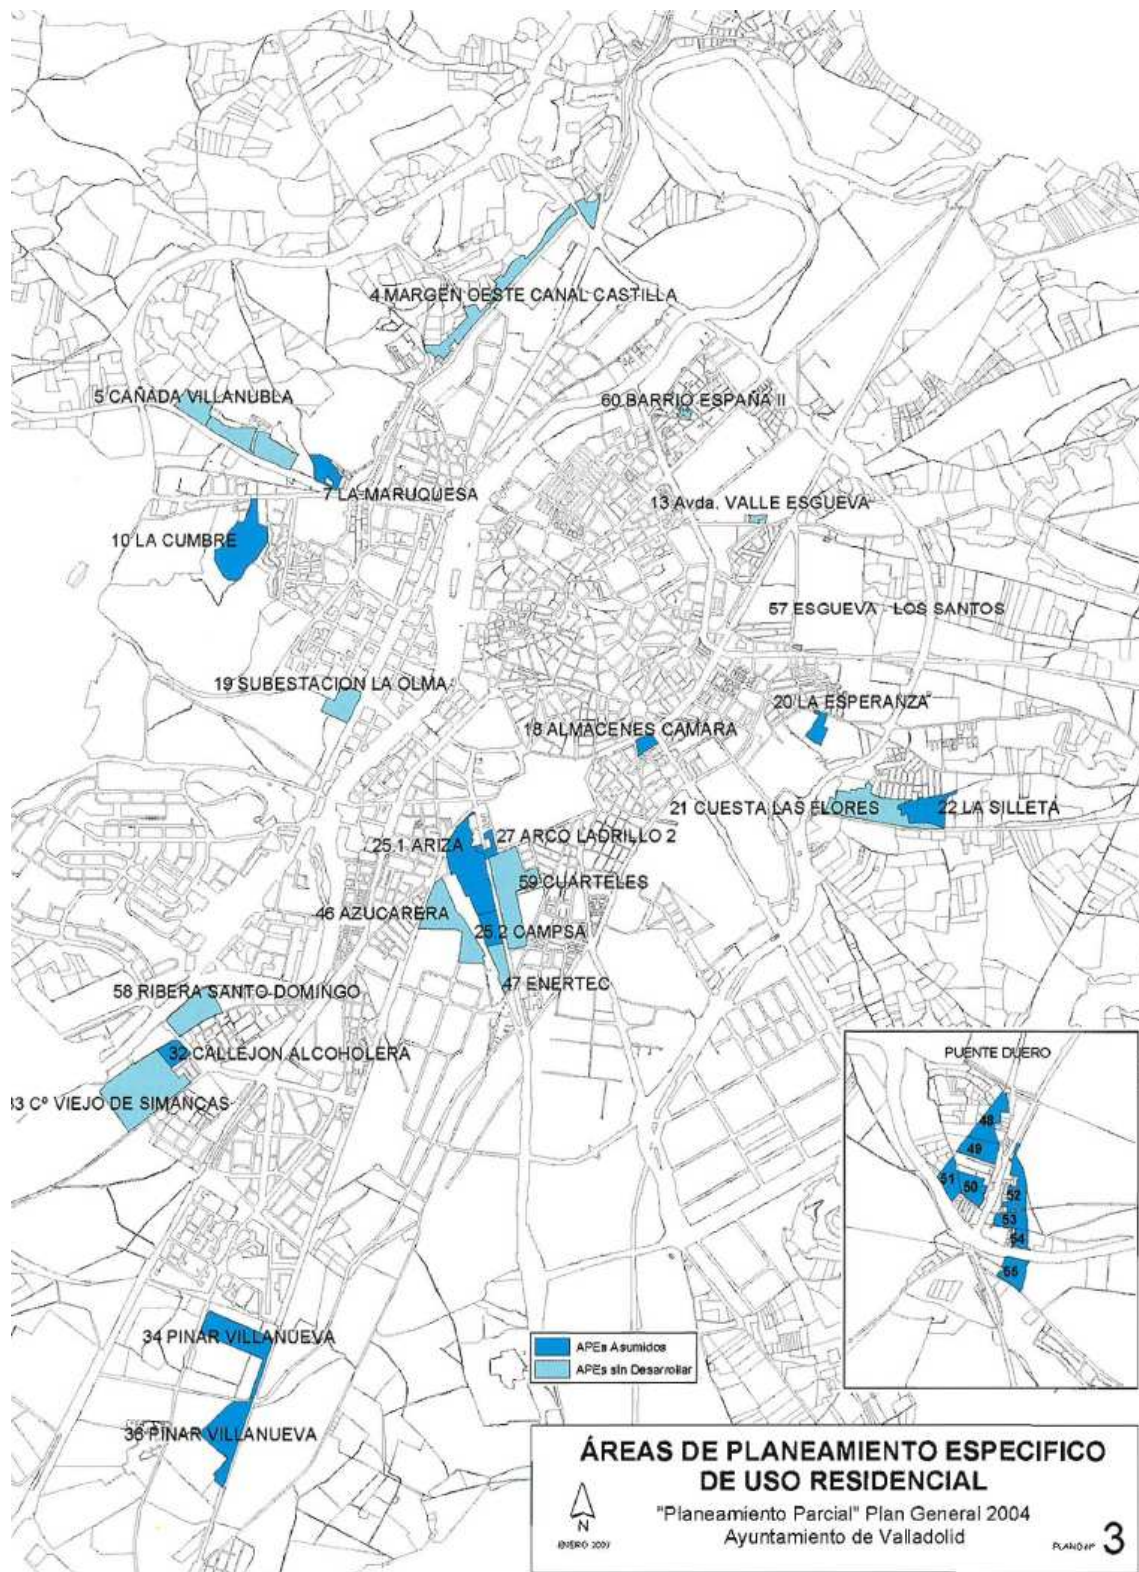 4 MARGEN OESTE CANAL CASTILLA
5 CAÑADA VILLANUBLA
60 BARRIO ESPAÑA II
7 LA MARUQUESA
13 Avda. VALLE ESGUEVA
10 LA CUMBRE
57 ESGUEVA - LOS SANTOS
19 SUBESTACION LA OLMA
20 LA ESPERANZA
18 ALMACENES CAMARA
21 CUESTA LAS FLORES
22 LA SILLETA
27 ARCO LADRILLO 2
25.1 ARIZA
59 CUARTELES
46 AZUCARERA
25.2 CAMPSA
47 ENERTEC
58 RIBERA SANTO DOMINGO
32 CALLEJON ALCOHOLERA
33 Cº VIEJO DE SIMANCAS
PUENTE DUERO
48
49
51
50
52
53
54
55
34 PINAR VILLANUEVA
APEs Asumidos
APEs sin Desarrollar
36 PINAR VILLANUEVA
ÁREAS DE PLANEAMIENTO ESPECIFICO
DE USO RESIDENCIAL
"Planeamiento Parcial" Plan General 2004
Ayuntamiento de Valladolid
N
PLANO nº 3